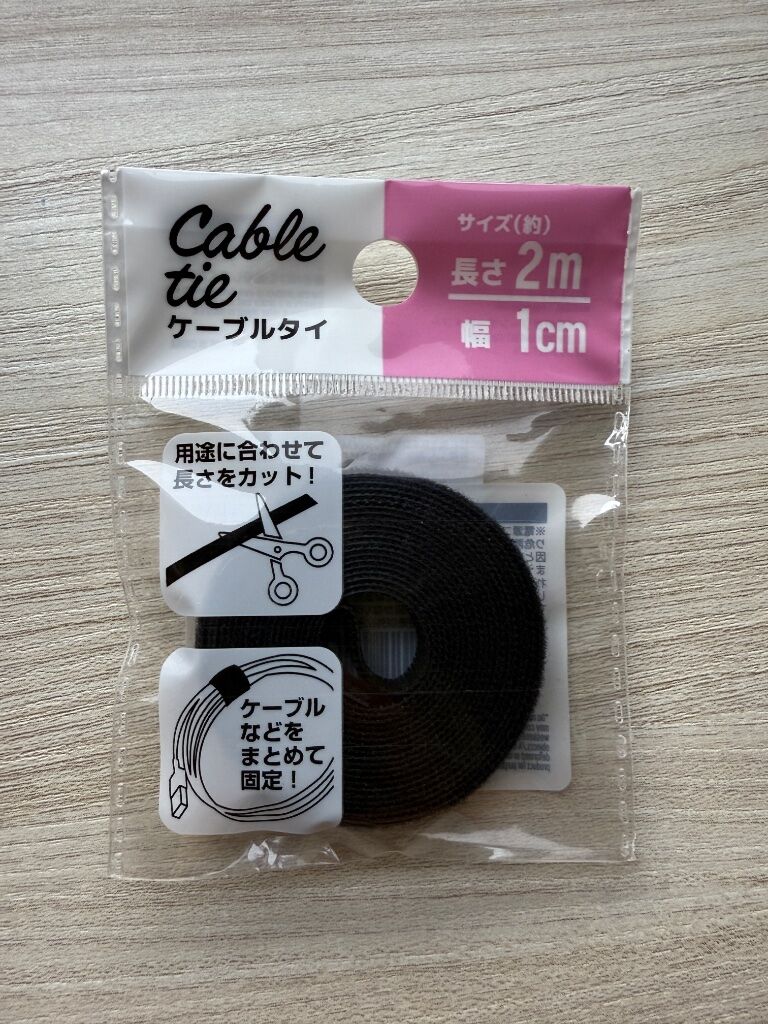 Cable
tie
ケーブルタイ
サイズ(約)
長さ 2m
幅 1cm
用途に合わせて
長さをカット!
ケーブル
などを
まとめて
固定!